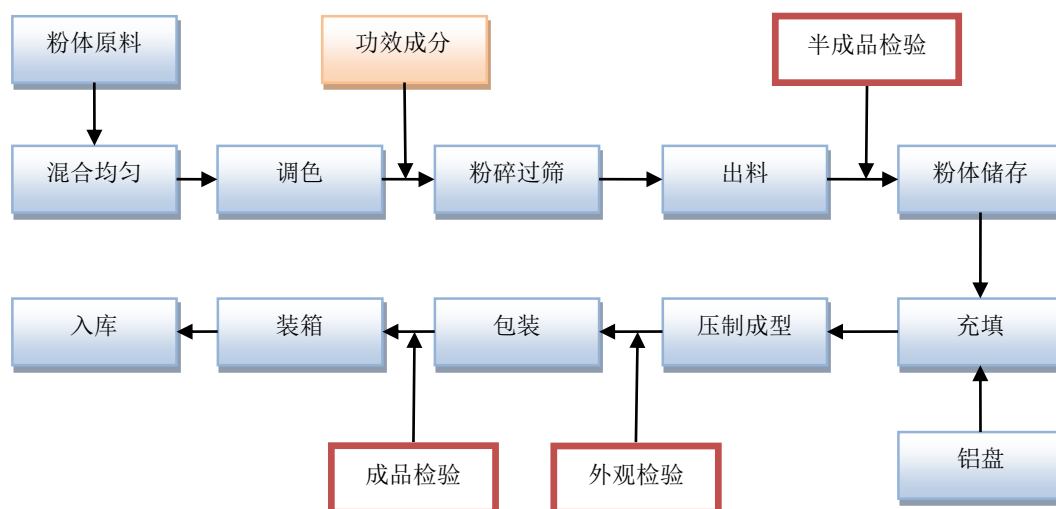 粉体原料
功效成分
半成品检验
混合均匀
调色
粉碎过筛
出料
粉体储存
入库
装箱
包装
压制成型
充填
成品检验
外观检验
铝盘